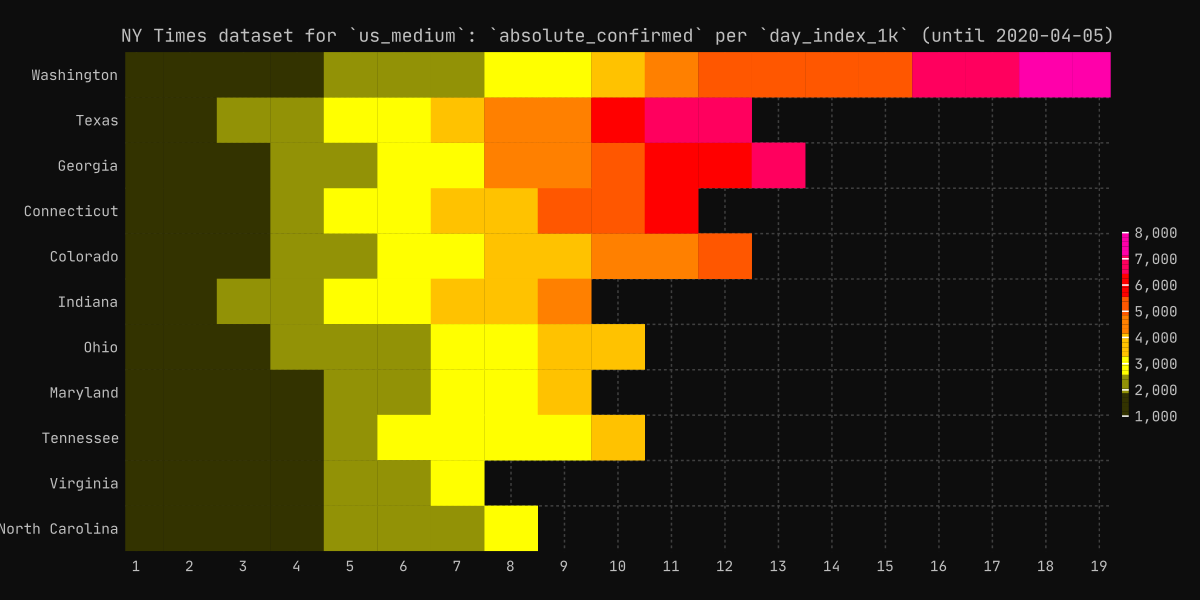 NY Times dataset for `us_medium`: `absolute_confirmed` per `day_index_1k` (until 2020-04-05)
Washington
Texas
Georgia
Connecticut
Colorado
Indiana
Ohio
Maryland
Tennessee
Virginia
North Carolina
8,000
7,000
6,000
5,000
4,000
3,000
2,000
1,000
1 2 3 4 5 6 7 8 9 10 11 12 13 14 15 16 17 18 19